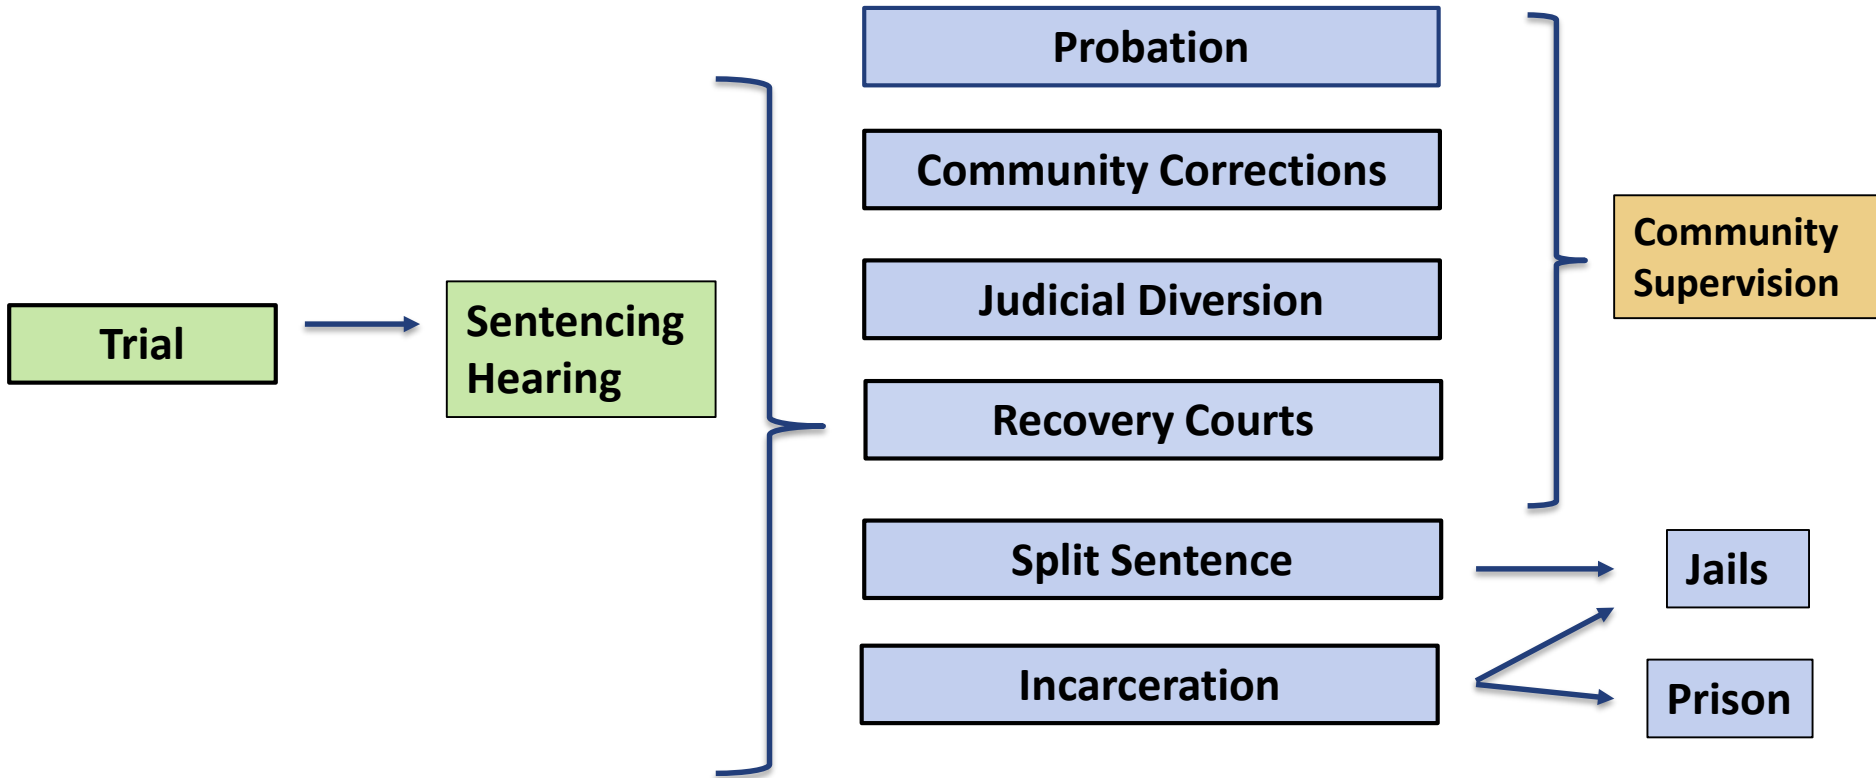 Trial
Sentencing
Hearing
Probation
Community Corrections
Judicial Diversion
Recovery Courts
Split Sentence
Incarceration
Community
Supervision
Jails
Prison